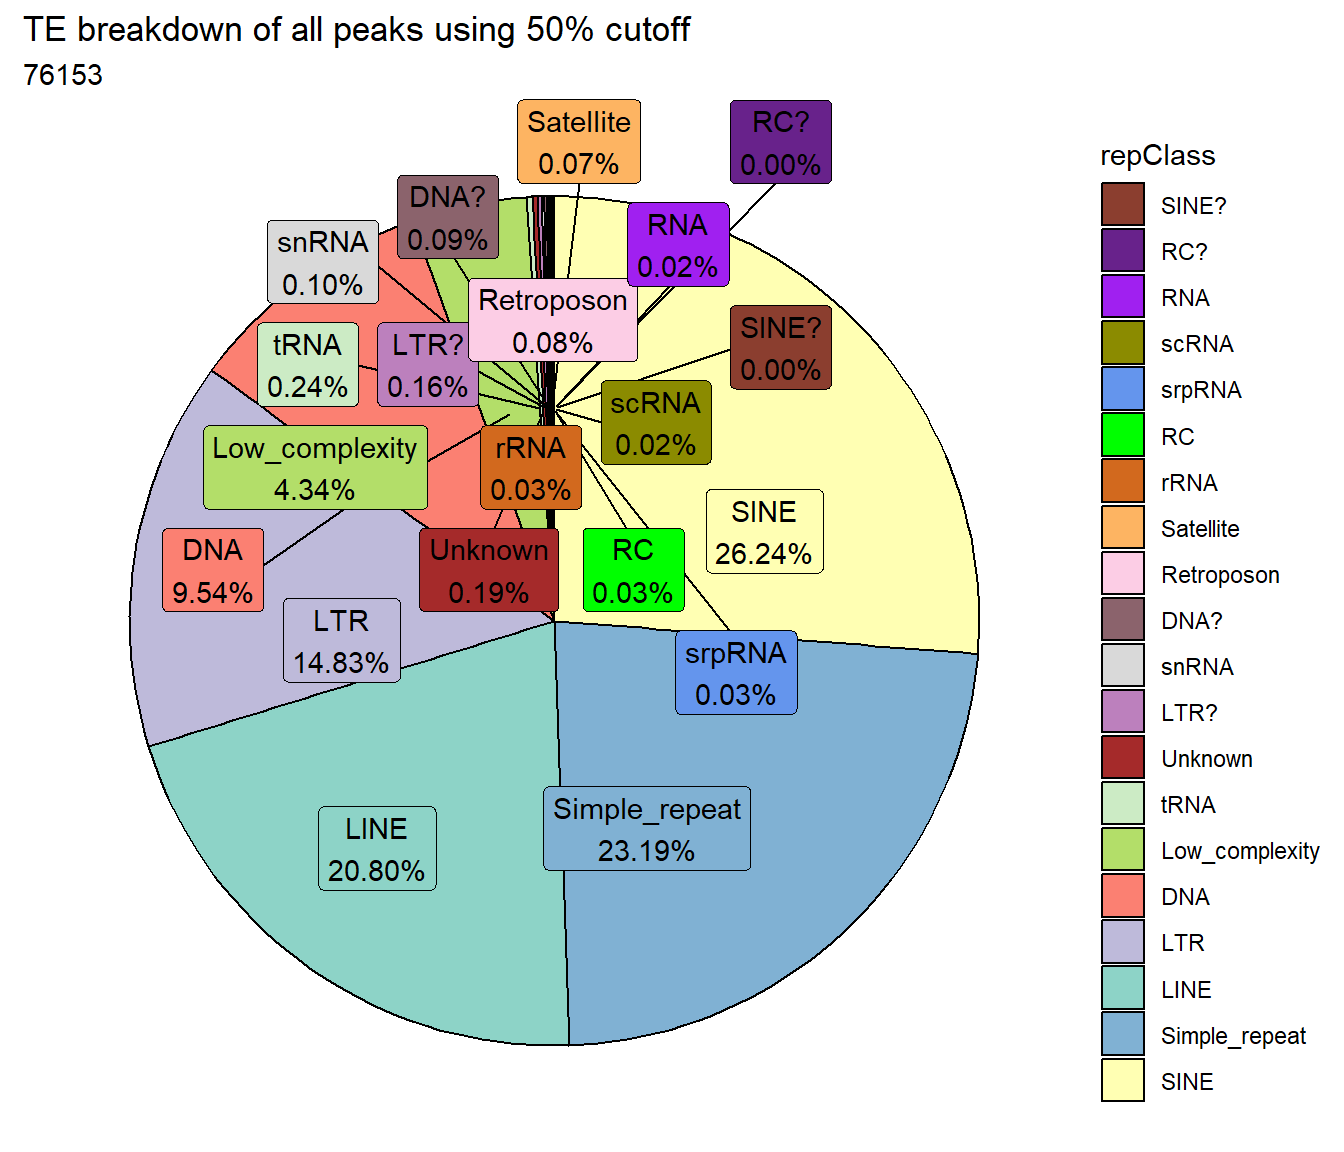 TE breakdown of all peaks using 50% cutoff
76153
Satellite
0.07%
RC?
0.00%
DNA?
0.09%
RNA
0.02%
snRNA
0.10%
Retroposon
0.08%
SINE?
0.00%
tRNA
0.24%
LTR?
0.16%
scRNA
0.02%
Low_complexity
4.34%
rRNA
0.03%
SINE
26.24%
DNA
9.54%
Unknown
0.19%
RC
0.03%
LTR
14.83%
srpRNA
0.03%
Simple_repeat
23.19%
LINE
20.80%
repClass
SINE?
RC?
RNA
scRNA
srpRNA
RC
rRNA
Satellite
Retroposon
DNA?
snRNA
LTR?
Unknown
tRNA
Low_complexity
DNA
LTR
LINE
Simple_repeat
SINE